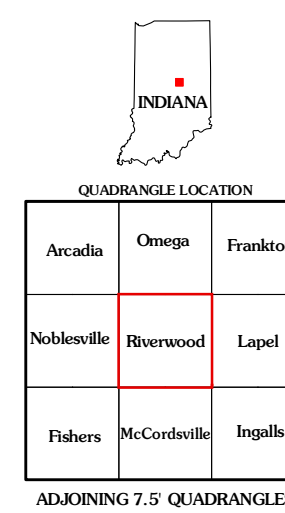 INDIANA
QUADRANGLE LOCATION
Arcadia Omega Frankto
Noblesville Riverwood Lapel
Fishers McCordsville Ingalls
ADJOINING 7.5' QUADRANGLE